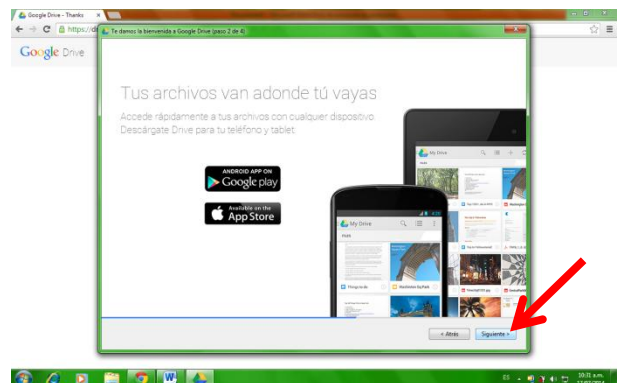 Google Drive - Thanks
https://d
Google Drive
Te damos la bienvenida a Google Drive (paso 2 de 4)
Tus archivos van adonde tú vayas
Accede rápidamente a tus archivos con cualquier dispositivo.
Descárgate Drive para tu teléfono y tablet
ANDROID APP ON
Google play
Available on the
App Store
My Drive
My Drive
< Atrás
Siguiente >
ES
10:31 a.m.